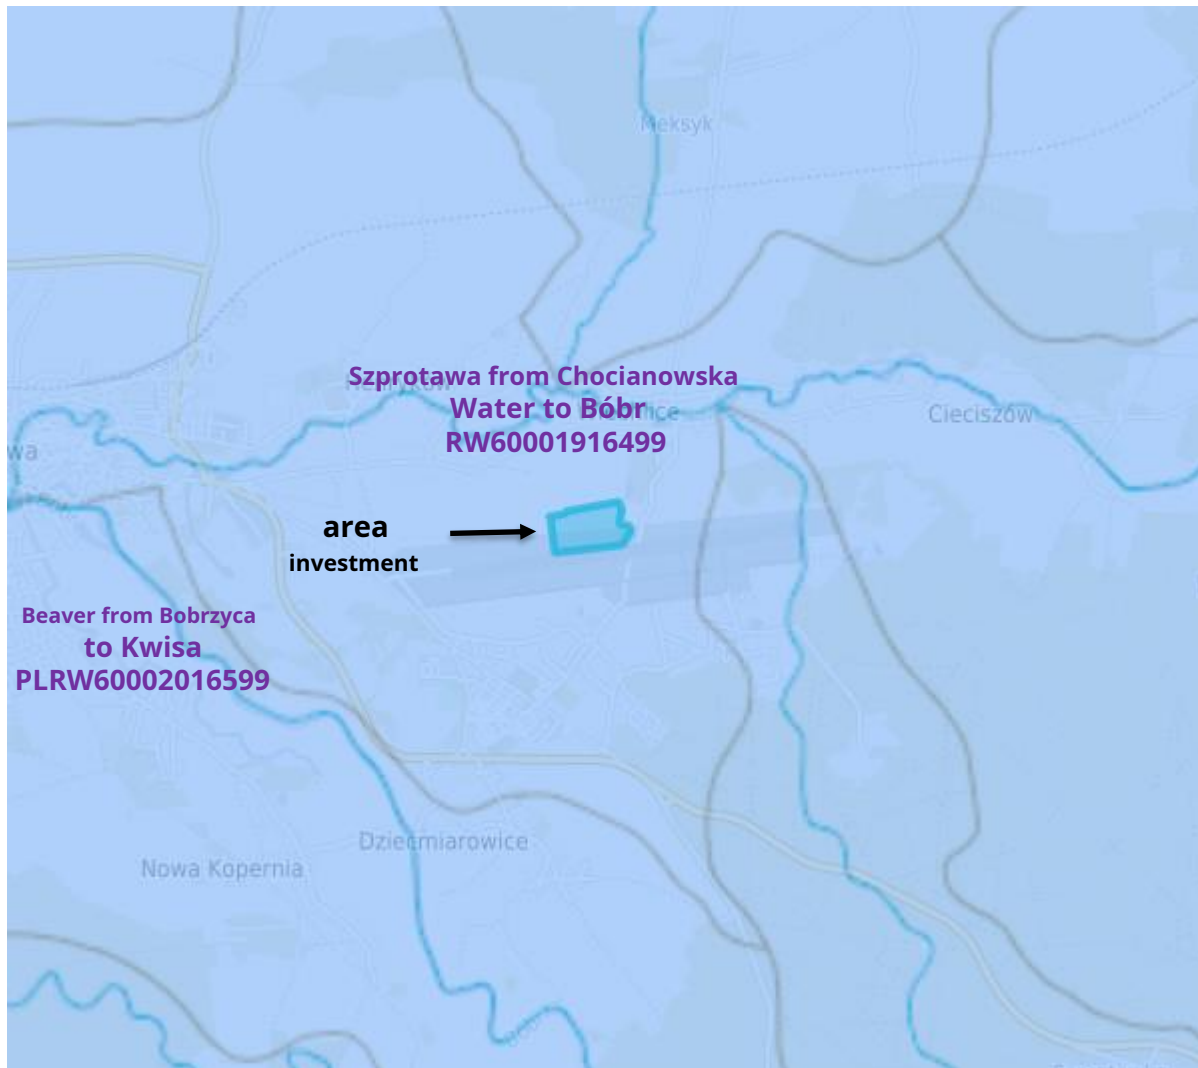 Meksyk
Szprotawa from Chocianowska
Water to Bóbr
RW60001916499
Cieciszów
wa
area
investment
Beaver from Bobrzyca
to Kwisa
PLRW60002016599
Dziećmiarowice
Nowa Kopernia